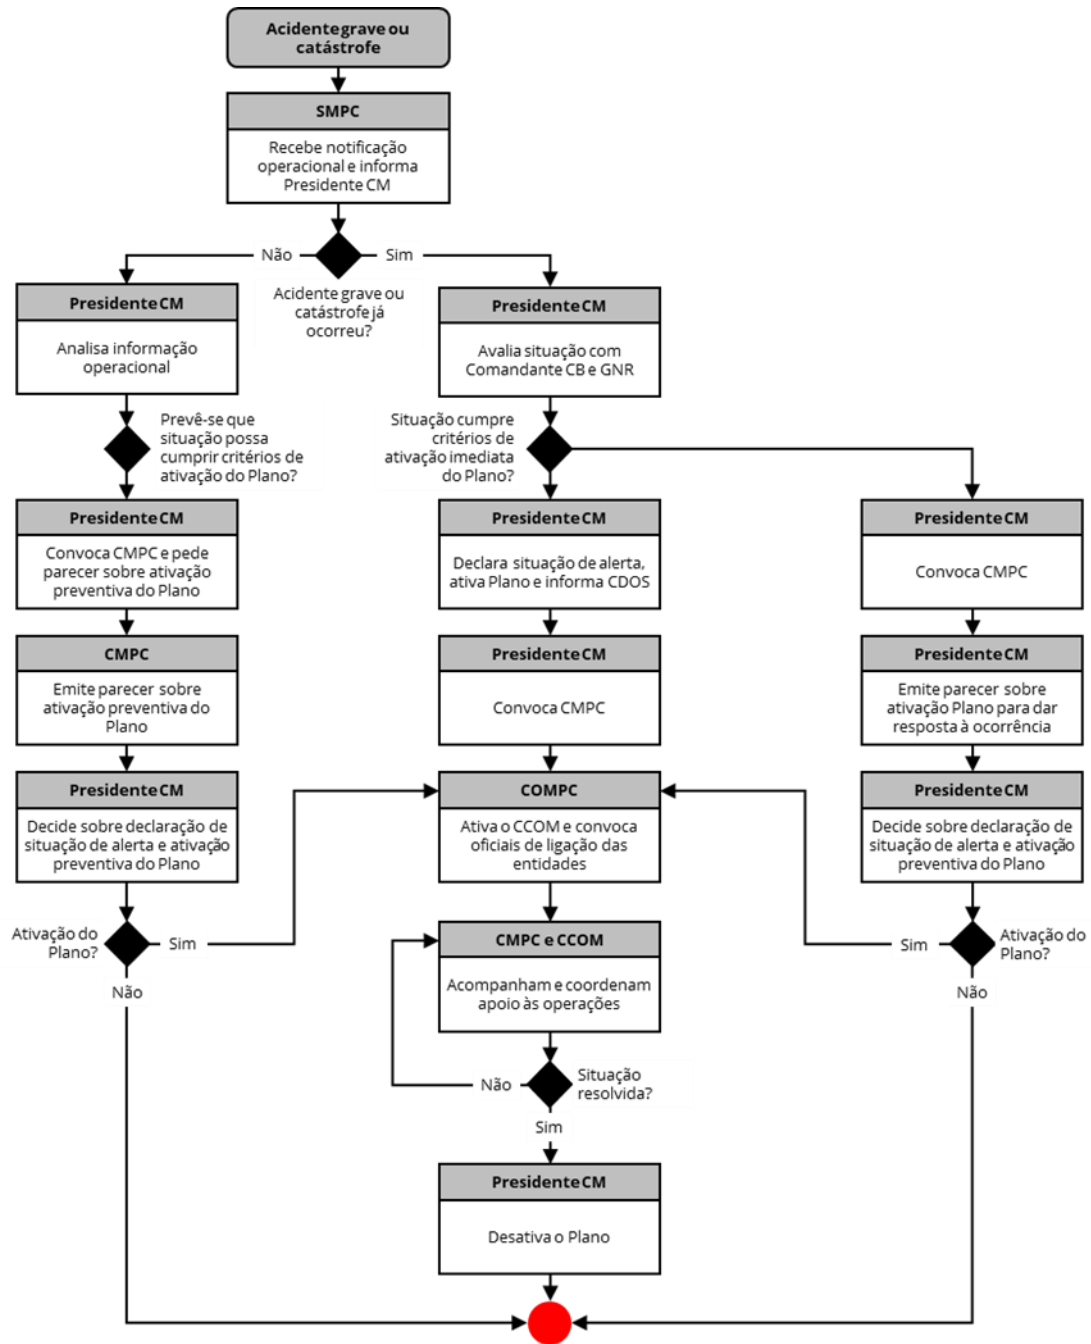 Acidente grave ou
catástrofe
SMPC
Recebe notificação
operacional e informa
Presidente CM
Não
Sim
Acidente grave ou
catástrofe já
ocorreu?
Presidente CM
Analisa informação
operacional
Presidente CM
Avalia situação com
Comandante CB e GNR
Prevê-se que
situação possa
cumprir critérios de
ativação do Plano?
Situação cumpre
critérios de
ativação imediata
do Plano?
Presidente CM
Convoca CMPC e pede
parecer sobre ativação
preventiva do Plano
Presidente CM
Declara situação de alerta,
ativa Plano e informa CDOS
Presidente CM
Convoca CMPC
CMPC
Emite parecer sobre
ativação preventiva do
Plano
Presidente CM
Convoca CMPC
Presidente CM
Emite parecer sobre
ativação Plano para dar
resposta à ocorrência
Presidente CM
Decide sobre declaração de
situação de alerta e ativação
preventiva do Plano
COMPC
Ativa o CCOM e convoca
oficiais de ligação das
entidades
Presidente CM
Decide sobre declaração de
situação de alerta e ativação
preventiva do Plano
Ativação do
Plano?
Sim
Não
CMPC e CCOM
Acompanham e coordenam
apoio às operações
Sim
Ativação do
Plano?
Não
Não
Situação
resolvida?
Sim
Presidente CM
Desativa o Plano